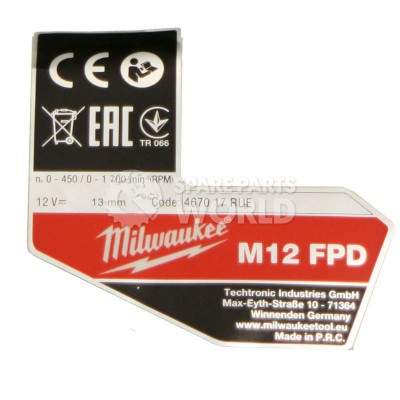 CE
EAC
TR 066
n. 0 - 450 / 0 - 1 700 min (RPM)
12 V 13 mm Code: 4670 17 RUE
SPARE PARTS
WORLD
Milwaukee
M12 FPD
Techtronic Industries GmbH
Max-Eyth-Straße 10 - 71364
Winnenden Germany
www.milwaukeetool.eu
Made in P.R.C.